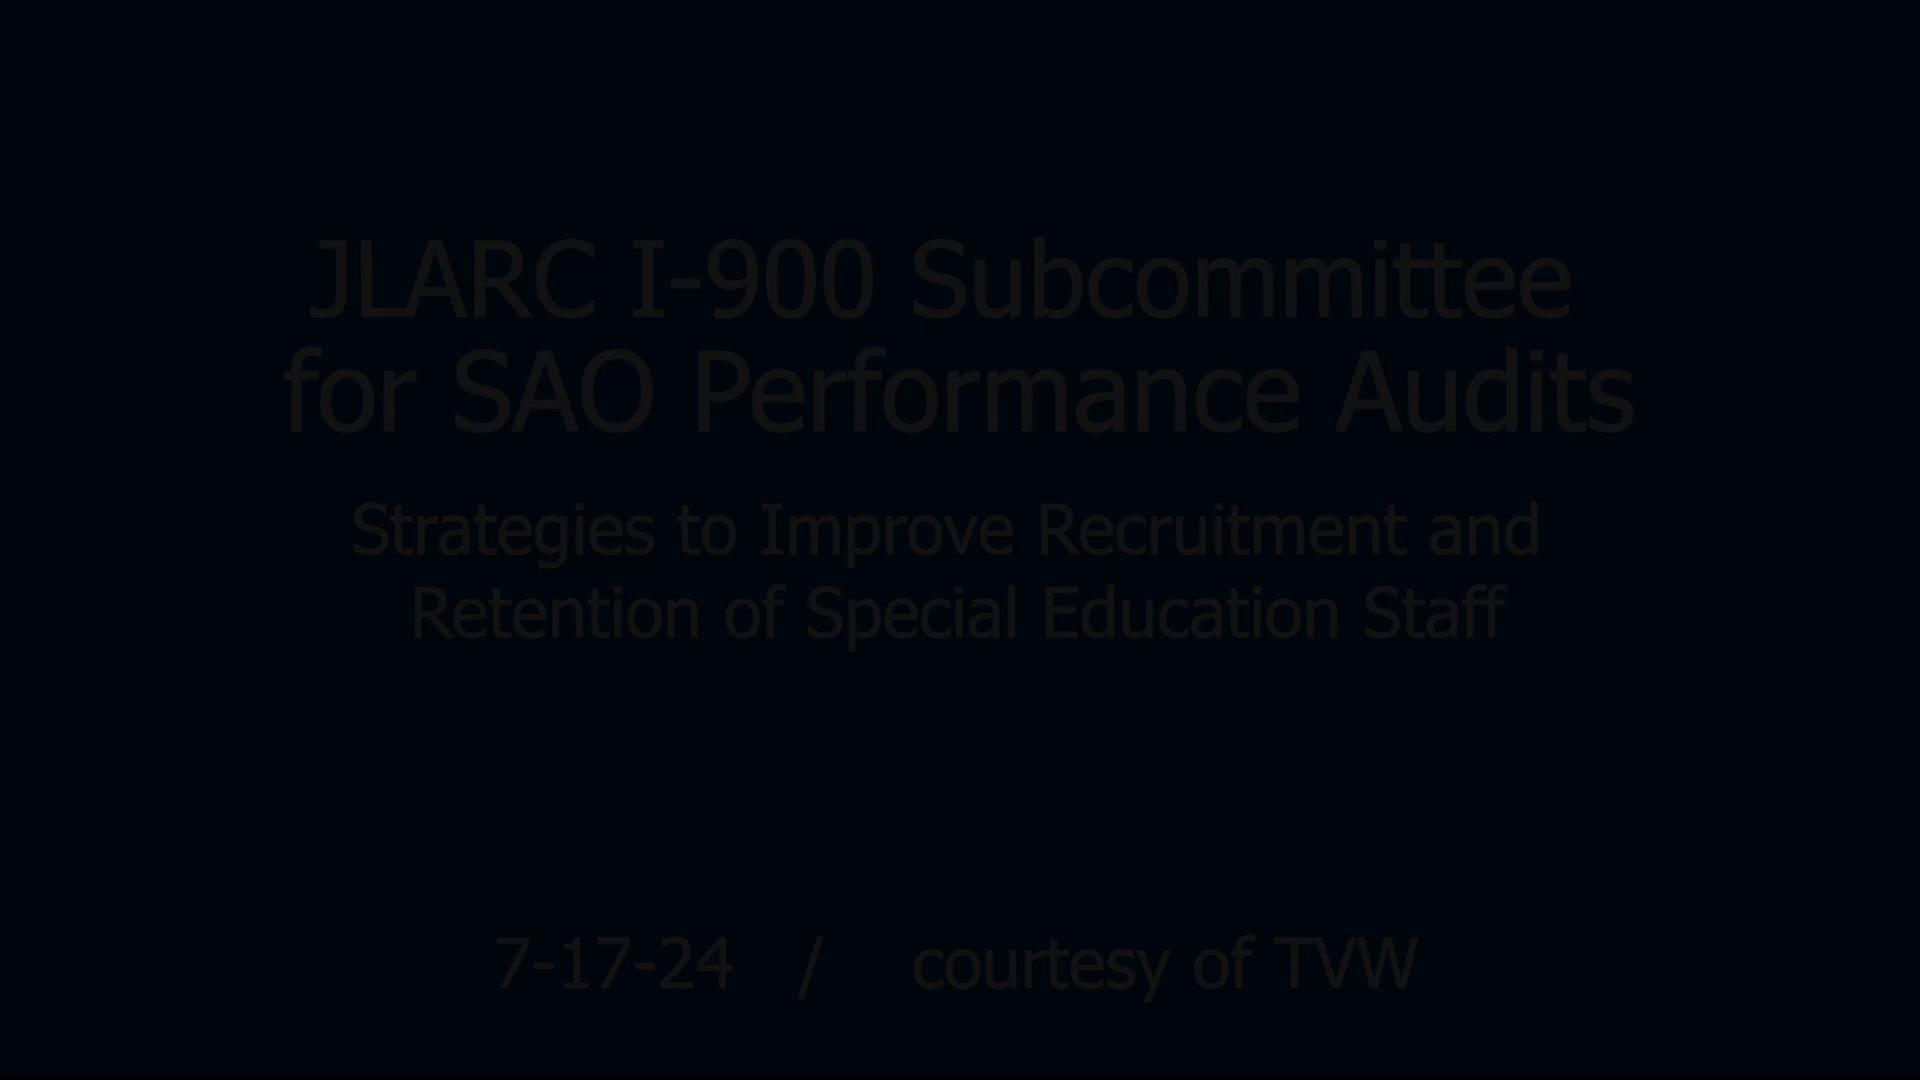 JLARC I-900 Subcommittee
for SAO Performance Audits
Strategies to Improve Recruitment and
Retention of Special Education Staff
7-17-24 / courtesy of TVW